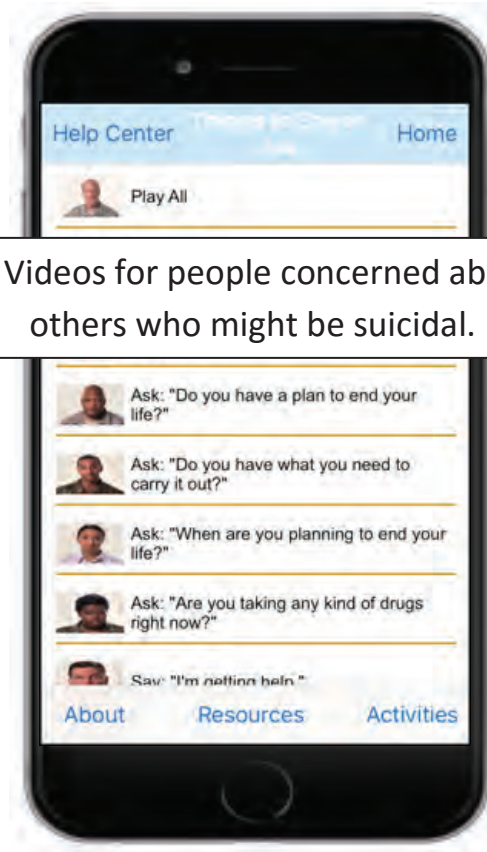 Help Center
Home
Play All
Videos for people concerned ab
others who might be suicidal.
Ask: "Do you have a plan to end your
life?"
Ask: "Do you have what you need to
carry it out?"
Ask: "When are you planning to end your
life?"
Ask: "Are you taking any kind of drugs
right now?"
Say: "I'm getting help."
About Resources Activities